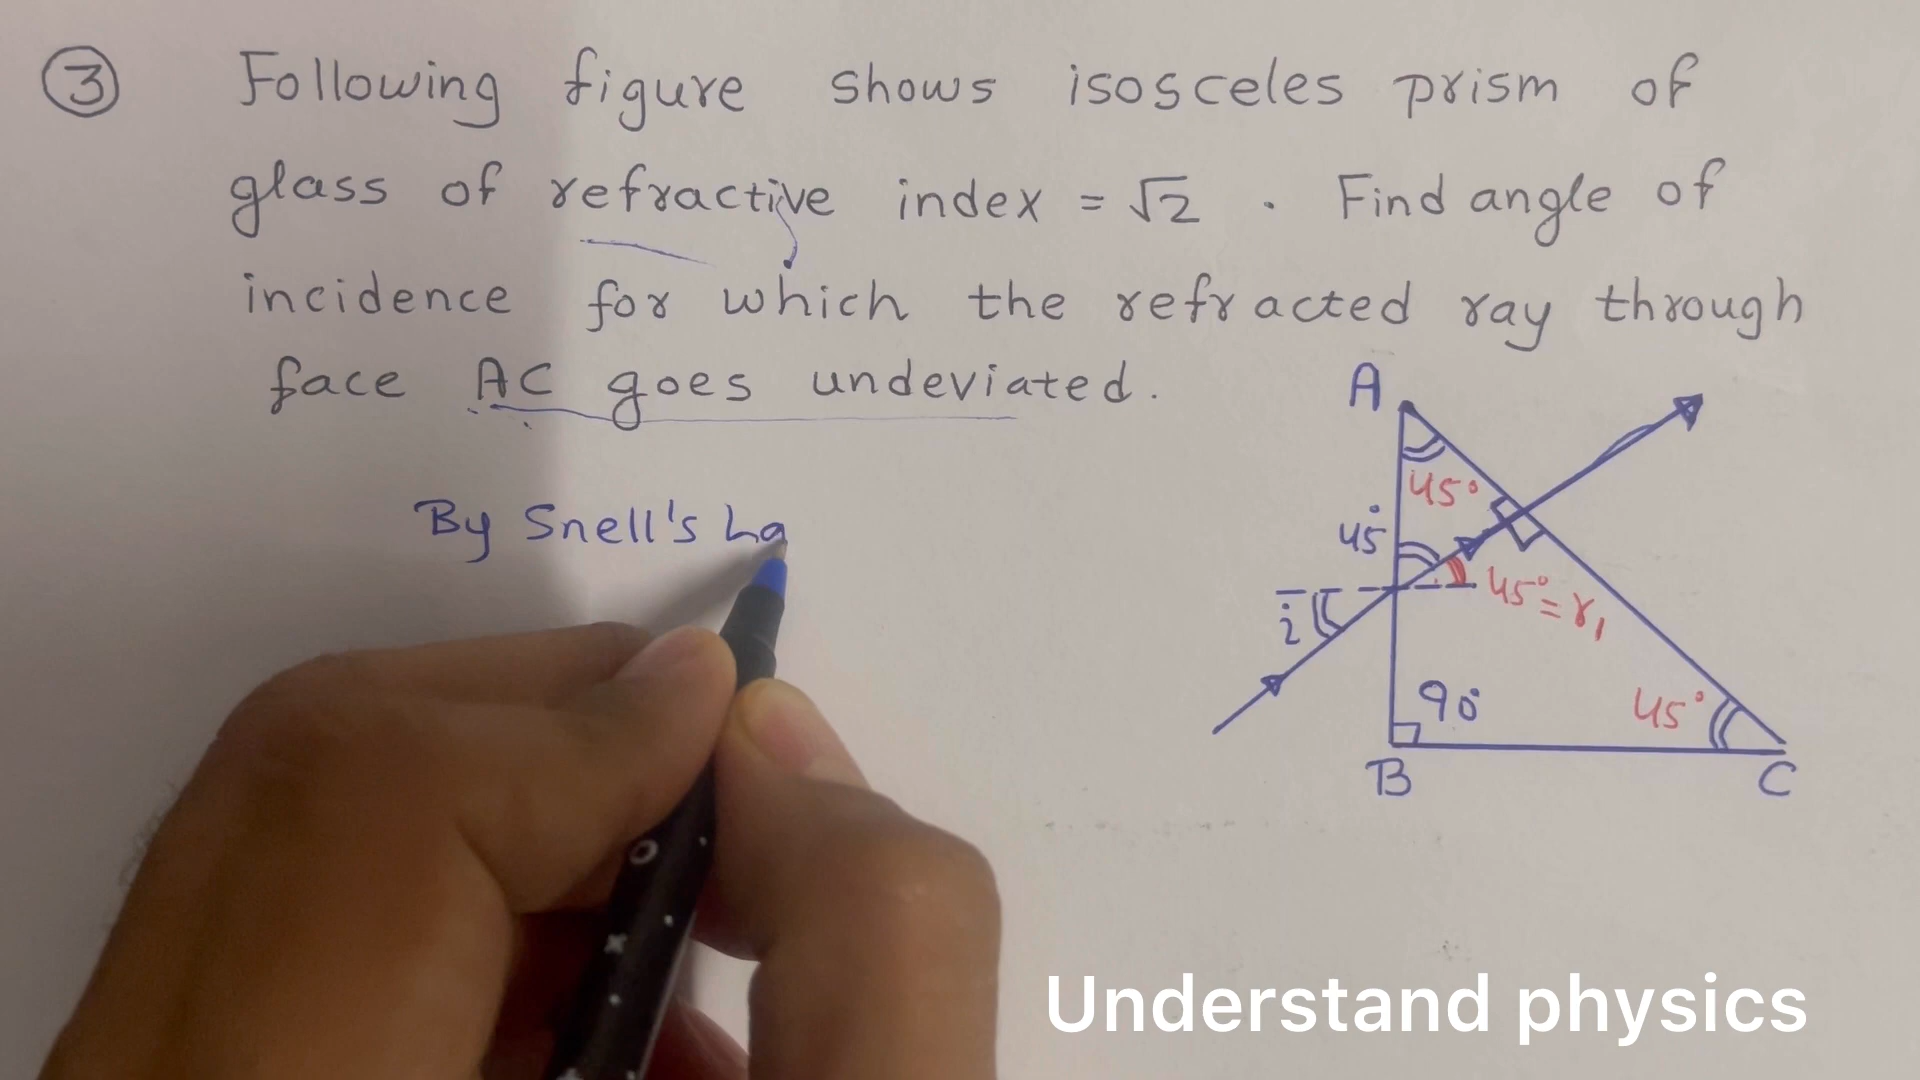 ③ Following figure shows isosceles prism of
glass of refractive index = √2 . Find angle of
incidence for which the refracted ray through
face AC goes undeviated.
By Snell's La
A
45°
45°
i
45° = r₁
90°
45°
B
C
Understand physics